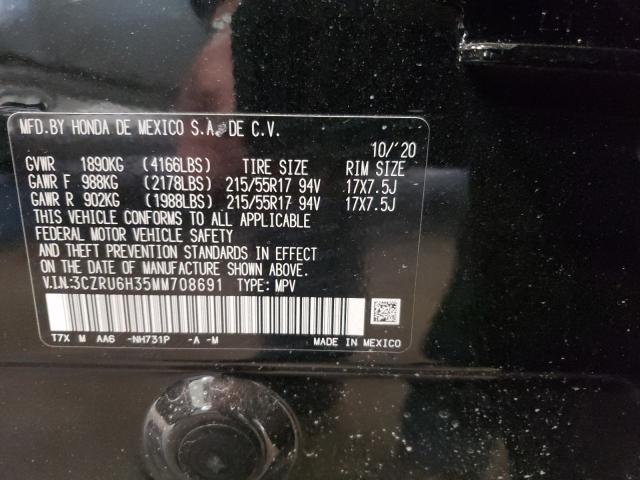 MFD.BY HONDA DE MEXICO S.A. DE C.V.
10/'20
GVWR 1890KG (4166LBS) TIRE SIZE RIM SIZE
GAWR F 988KG (2178LBS) 215/55R17 94V 17X7.5J
GAWR R 902KG (1988LBS) 215/55R17 94V 17X7.5J
THIS VEHICLE CONFORMS TO ALL APPLICABLE
FEDERAL MOTOR VEHICLE SAFETY
AND THEFT PREVENTION STANDARDS IN EFFECT
ON THE DATE OF MANUFACTURE SHOWN ABOVE.
V.I.N.:3CZRU6H35MM708691 TYPE: MPV
T7X M AA6 -NH731P -A -M MADE IN MEXICO